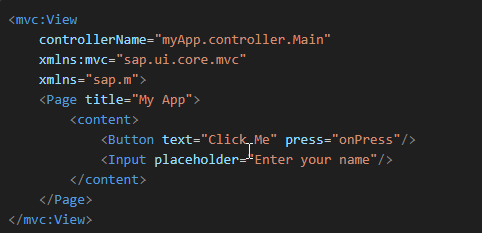 <mvc:View
controllerName="myApp.controller.Main"
xmlns:mvc="sap.ui.core.mvc"
xmlns="sap.m">
<Page title="My App">
<content>
<Button text="Click Me" press="onPress"/>
<Input placeholder="Enter your name"/>
</content>
</Page>
</mvc:View>